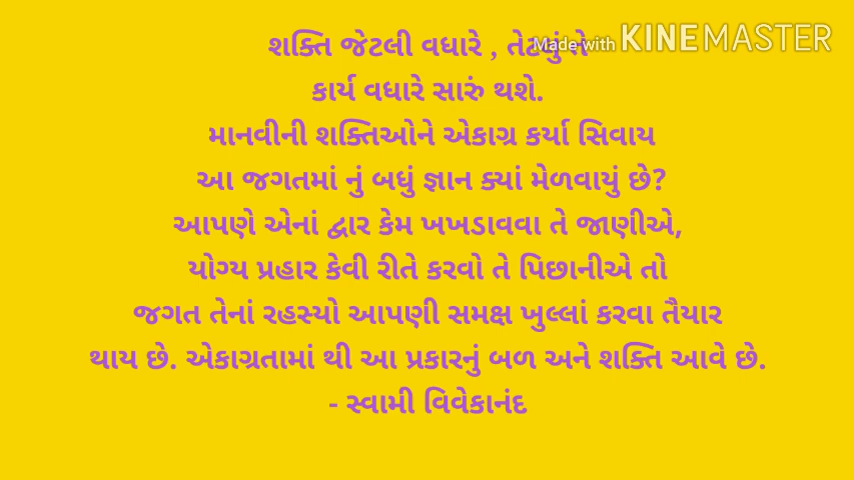 શક્તિ જેટલી વધારે , તેટલું
Made with KINEMASTER
કાર્ય વધારે સારું થશે.
માનવીની શક્તિઓને એકાગ્ર કર્યા સિવાય
આ જગતમાં નું બધું જ્ઞાન ક્યાં મેળવાયું છે?
આપણે એનાં દ્વાર કેમ ખખડાવવા તે જાણીએ,
યોગ્ય પ્રહાર કેવી રીતે કરવો તે પિછાનીએ તો
જગત તેનાં રહસ્યો આપણી સમક્ષ ખુલ્લાં કરવા તૈયાર
થાય છે. એકાગ્રતામાં થી આ પ્રકારનું બળ અને શક્તિ આવે છે.
- સ્વામી વિવેકાનંદ